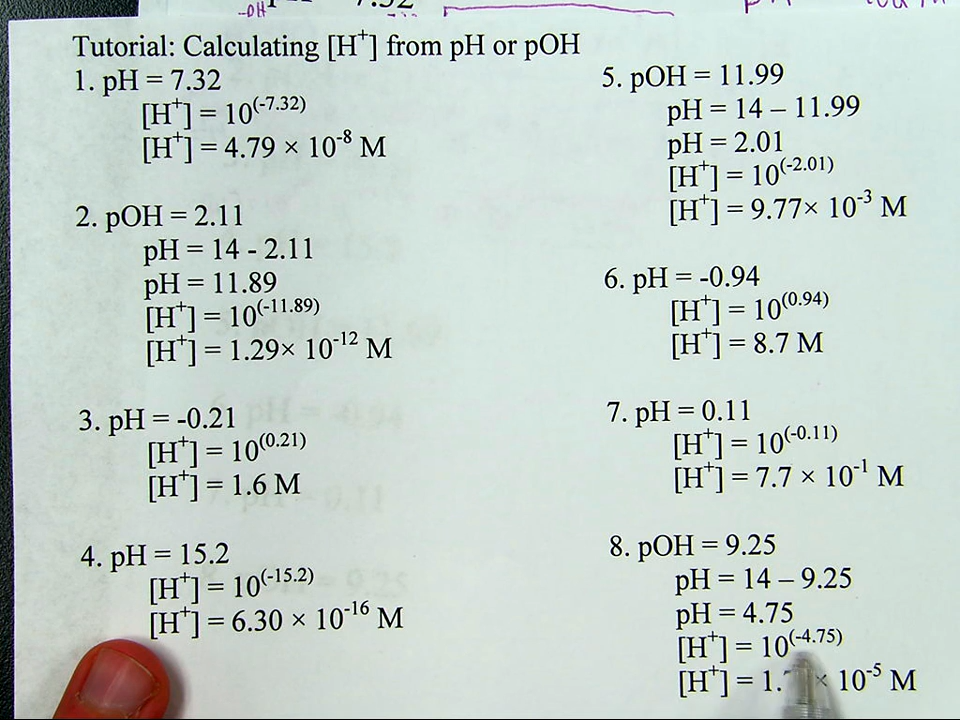 -OH
7.32
Tutorial: Calculating [H⁺] from pH or pOH
1. pH = 7.32
[H⁺] = 10⁽⁻⁷·³²⁾
[H⁺] = 4.79 × 10⁻⁸ M
2. pOH = 2.11
pH = 14 - 2.11
pH = 11.89
[H⁺] = 10⁽⁻¹¹·⁸⁹⁾
[H⁺] = 1.29× 10⁻¹² M
3. pH = -0.21
[H⁺] = 10⁽⁰·²¹⁾
[H⁺] = 1.6 M
4. pH = 15.2
[H⁺] = 10⁽⁻¹⁵·²⁾
[H⁺] = 6.30 × 10⁻¹⁶ M
5. pOH = 11.99
pH = 14 – 11.99
pH = 2.01
[H⁺] = 10⁽⁻²·⁰¹⁾
[H⁺] = 9.77× 10⁻³ M
6. pH = -0.94
[H⁺] = 10⁽⁰·⁹⁴⁾
[H⁺] = 8.7 M
7. pH = 0.11
[H⁺] = 10⁽⁻⁰·¹¹⁾
[H⁺] = 7.7 × 10⁻¹ M
8. pOH = 9.25
pH = 14 – 9.25
pH = 4.75
[H⁺] = 10⁽⁻⁴·⁷⁵⁾
[H⁺] = 1. × 10⁻⁵ M